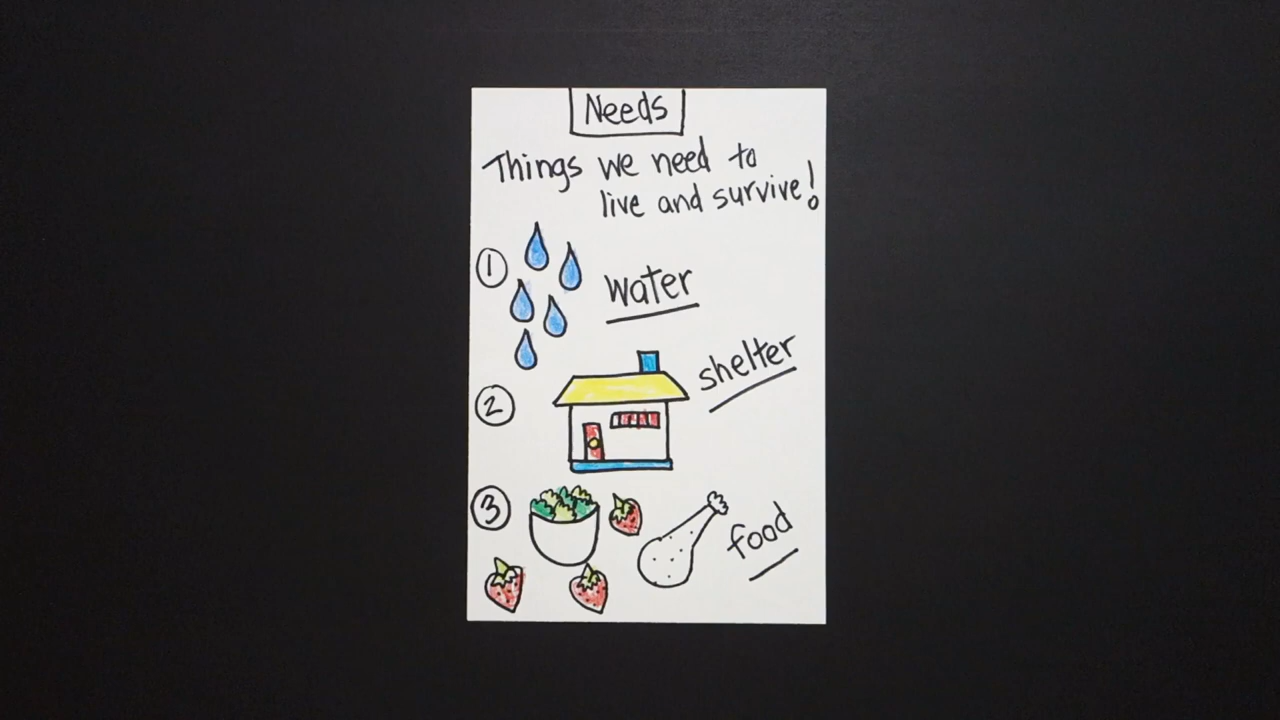 Needs
Things we need to
live and survive!
1
water
shelter
2
3
food